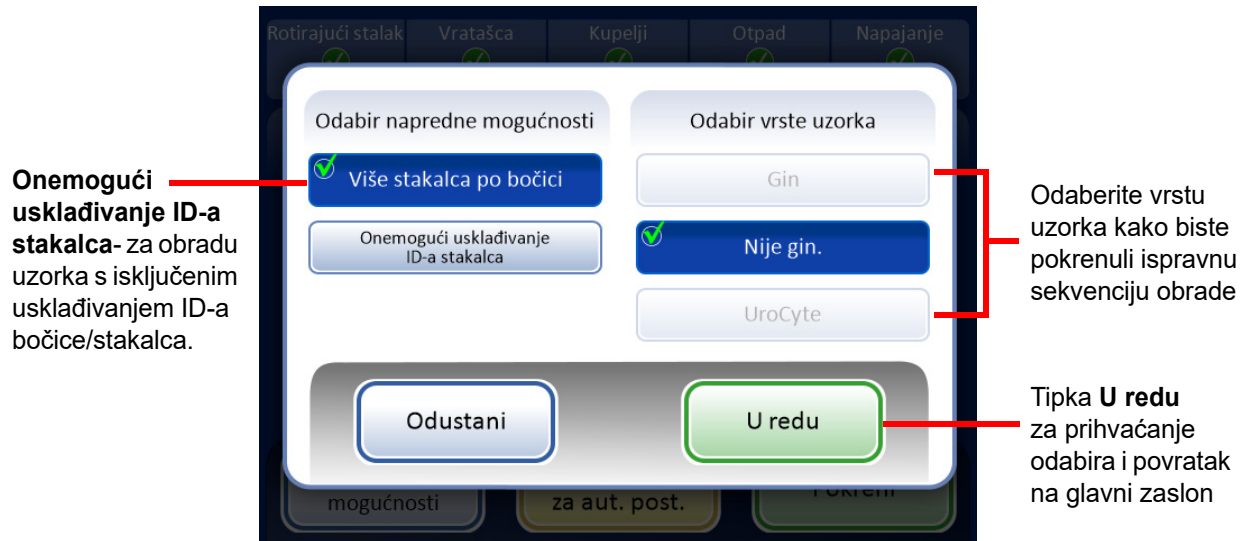 Rotirajući stalak
Vratašca
Kupelji
Otpad
Napajanje
Odabir napredne mogućnosti
Odabir vrste uzorka
Više stakalca po bočici
Gin
Onemogući usklađivanje
ID-a stakalca
Nije gin.
UroCyte
Odustani
U redu
mogućnosti
za aut. post.
Pokreni
Onemogući
usklađivanje ID-a
stakalca- za obradu
uzorka s isključenim
usklađivanjem ID-a
bočice/stakalca.
Odaberite vrstu
uzorka kako biste
pokrenuli ispravnu
sekvenciju obrade
Tipka U redu
za prihvaćanje
odabira i povratak
na glavni zaslon